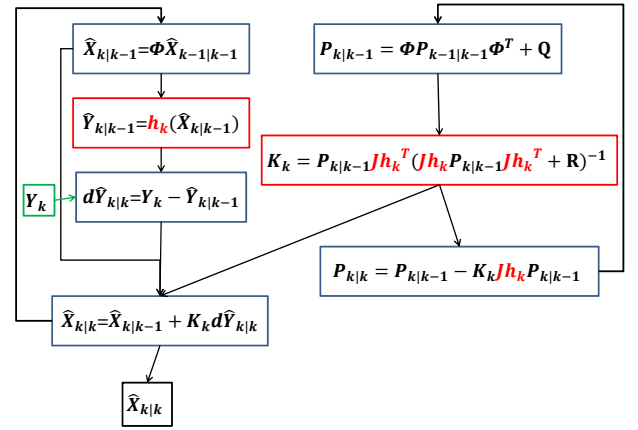 X̂ₖ|ₖ₋₁=ΦX̂ₖ₋₁|ₖ₋₁
Ŷₖ|ₖ₋₁=hₖ(X̂ₖ|ₖ₋₁)
Yₖ
dŶₖ|ₖ=Yₖ − Ŷₖ|ₖ₋₁
X̂ₖ|ₖ=X̂ₖ|ₖ₋₁ + KₖdŶₖ|ₖ
X̂ₖ|ₖ
Pₖ|ₖ₋₁ = ΦPₖ₋₁|ₖ₋₁Φᵀ + Q
Kₖ = Pₖ|ₖ₋₁Jhₖᵀ(JhₖPₖ|ₖ₋₁Jhₖᵀ + R)⁻¹
Pₖ|ₖ = Pₖ|ₖ₋₁ − KₖJhₖPₖ|ₖ₋₁